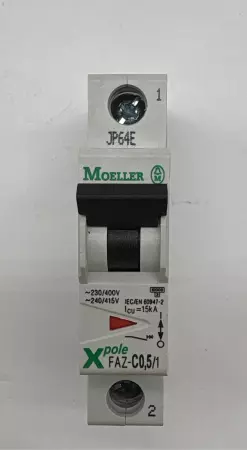 1
JP64E
MOELLER
~230/400V
~240/415V
IEC/EN 60947-2
Icu=15kA
Xpole
FAZ-C0,5/1
2